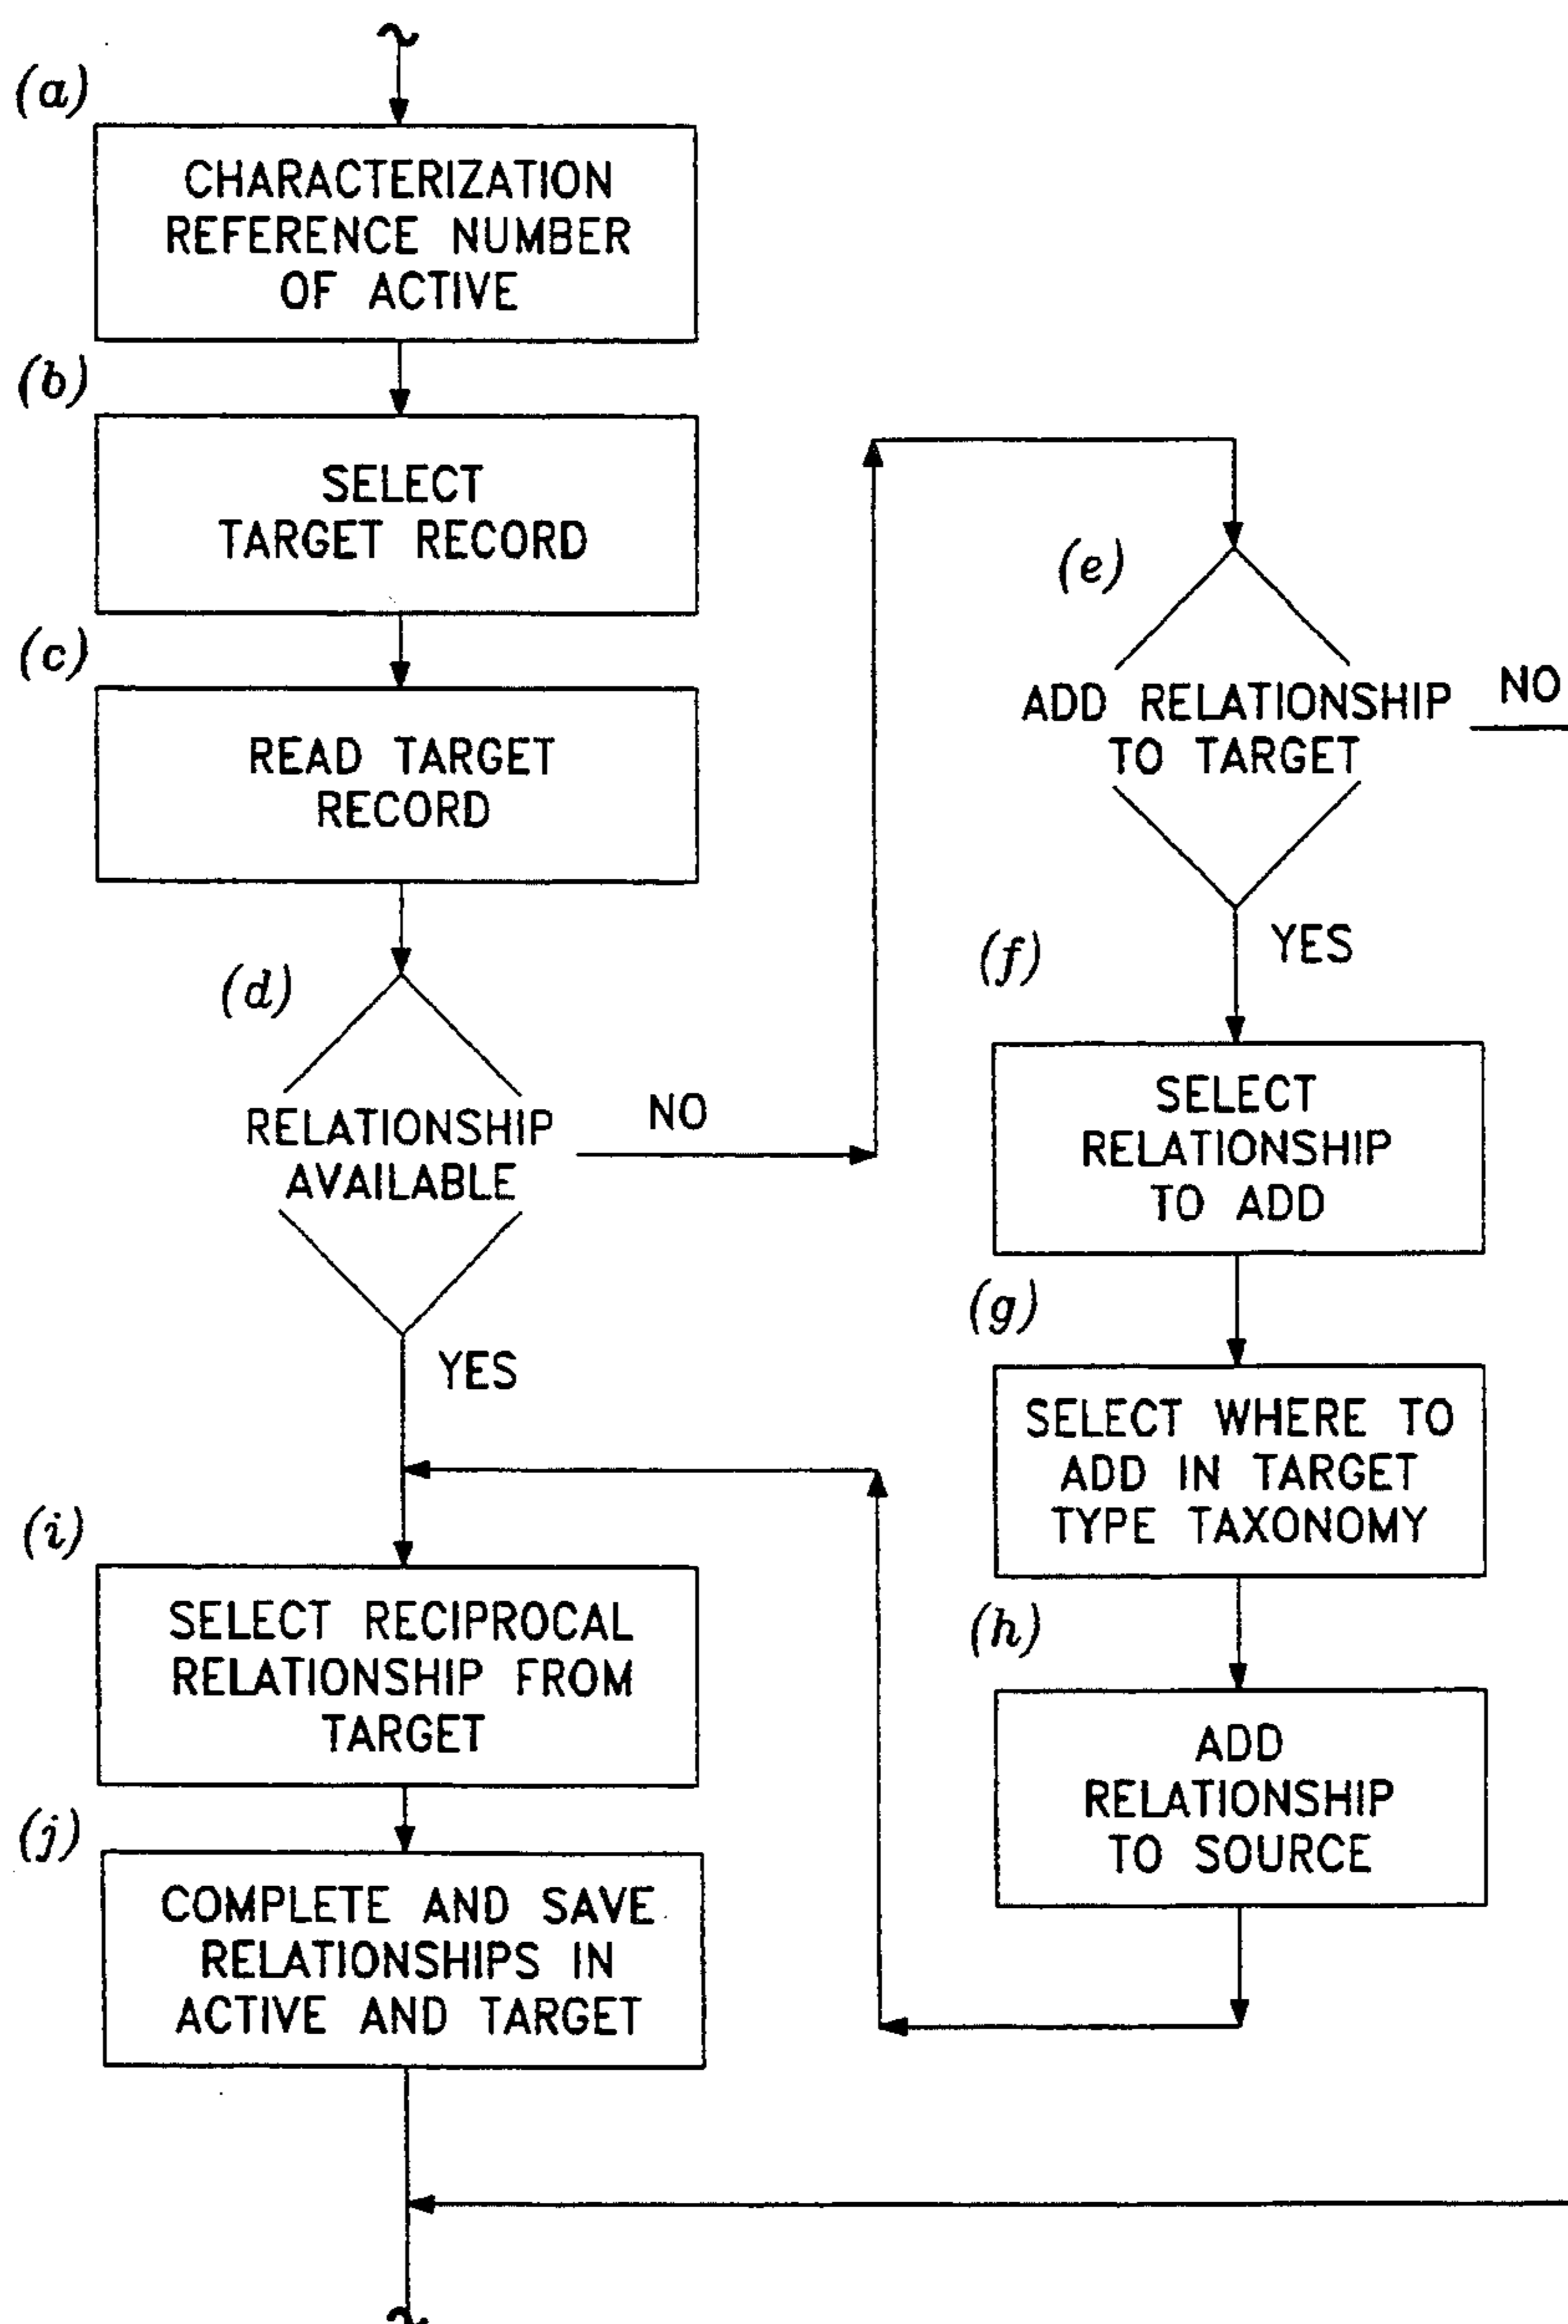 (a)
CHARACTERIZATION
REFERENCE NUMBER
OF ACTIVE
(b)
SELECT
TARGET RECORD
(c)
READ TARGET
RECORD
(d)
RELATIONSHIP
AVAILABLE
NO
YES
(e)
ADD RELATIONSHIP
TO TARGET
NO
YES
(f)
SELECT
RELATIONSHIP
TO ADD
(g)
SELECT WHERE TO
ADD IN TARGET
TYPE TAXONOMY
(h)
ADD
RELATIONSHIP
TO SOURCE
(i)
SELECT RECIPROCAL
RELATIONSHIP FROM
TARGET
(j)
COMPLETE AND SAVE
RELATIONSHIPS IN
ACTIVE AND TARGET